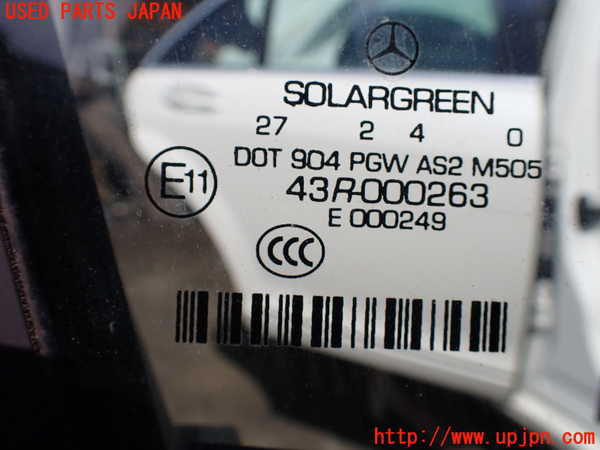 USED PARTS JAPAN
SOLARGREEN
27 2 4 0
DOT 904 PGW AS2 M505
E11
43R-000263
E 000249
CCC
UPJ
http://www.upjpn.com/